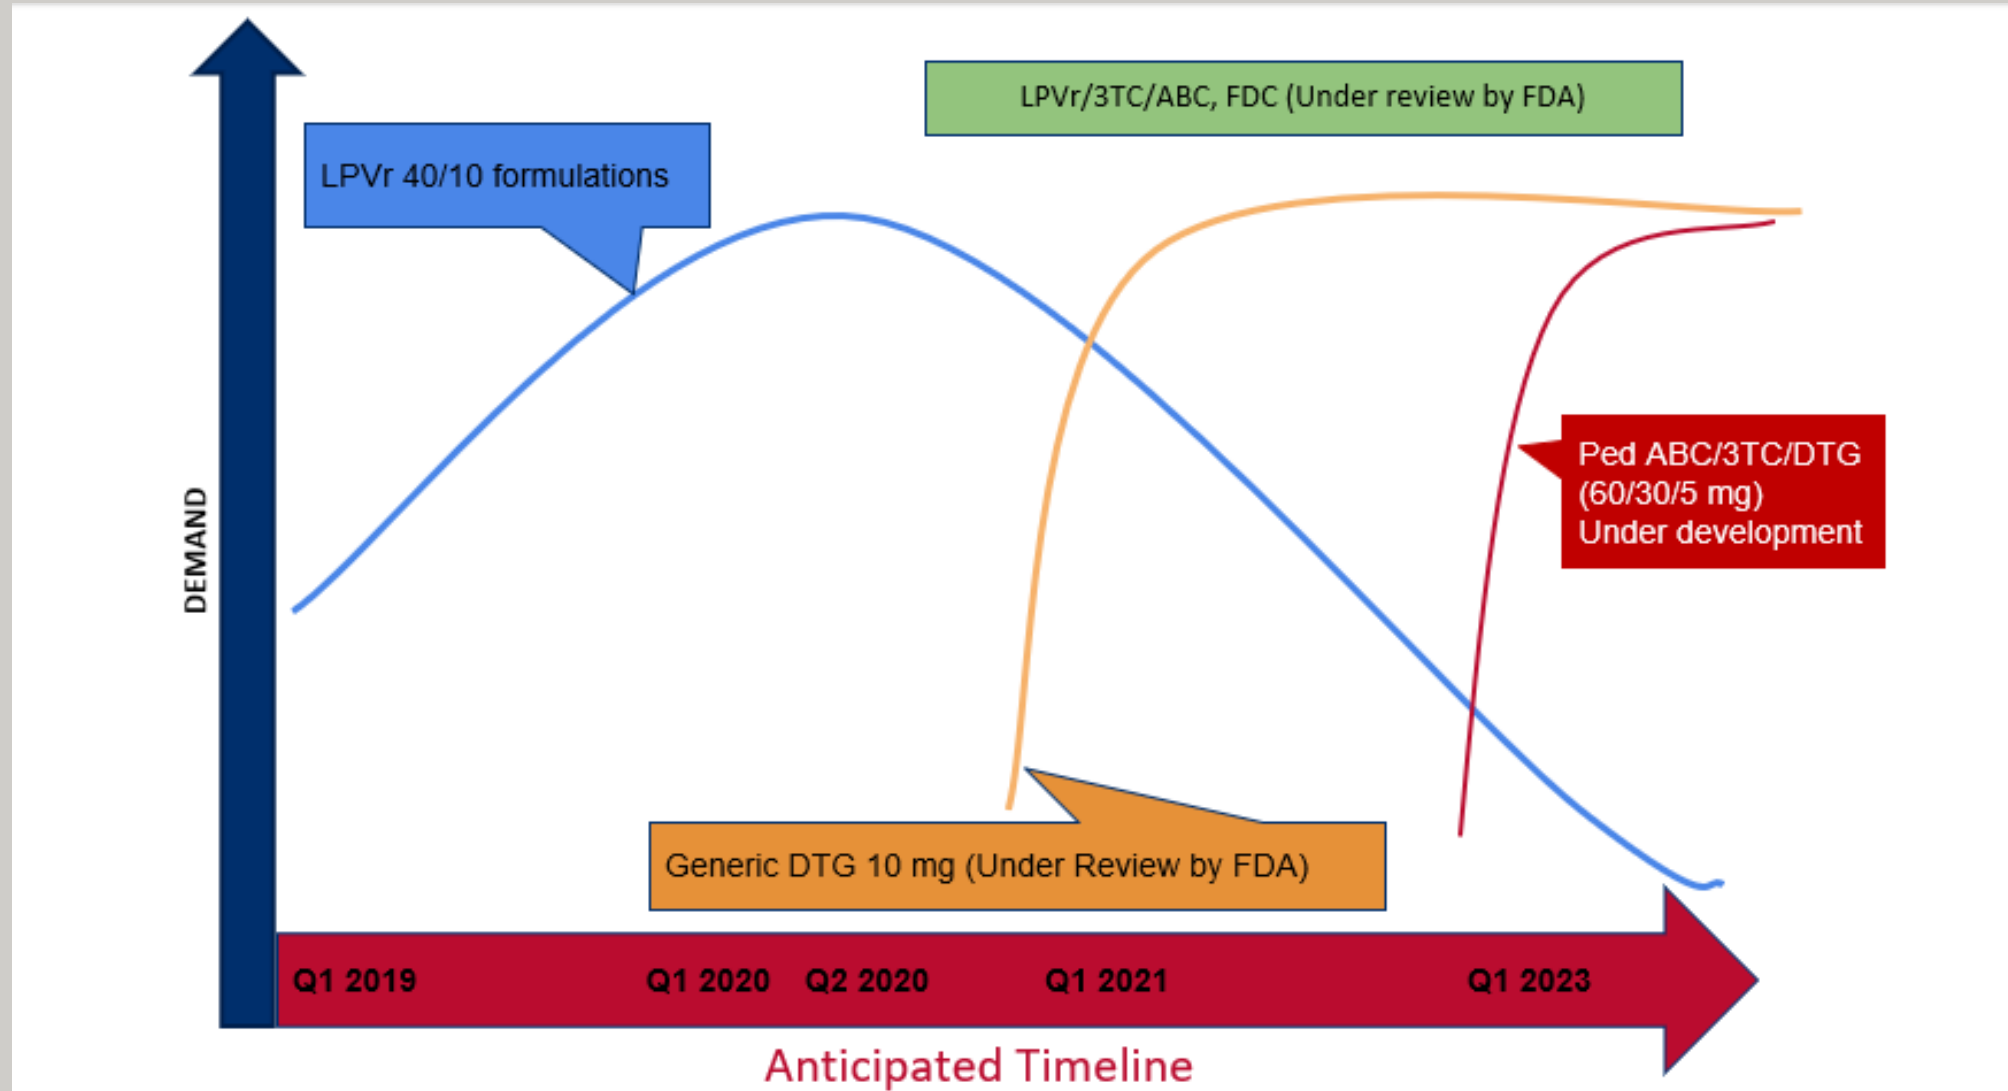 LPVr/3TC/ABC, FDC (Under review by FDA)
LPVr 40/10 formulations
DEMAND
Ped ABC/3TC/DTG
(60/30/5 mg)
Under development
Generic DTG 10 mg (Under Review by FDA)
Q1 2019 Q1 2020 Q2 2020 Q1 2021 Q1 2023
Anticipated Timeline